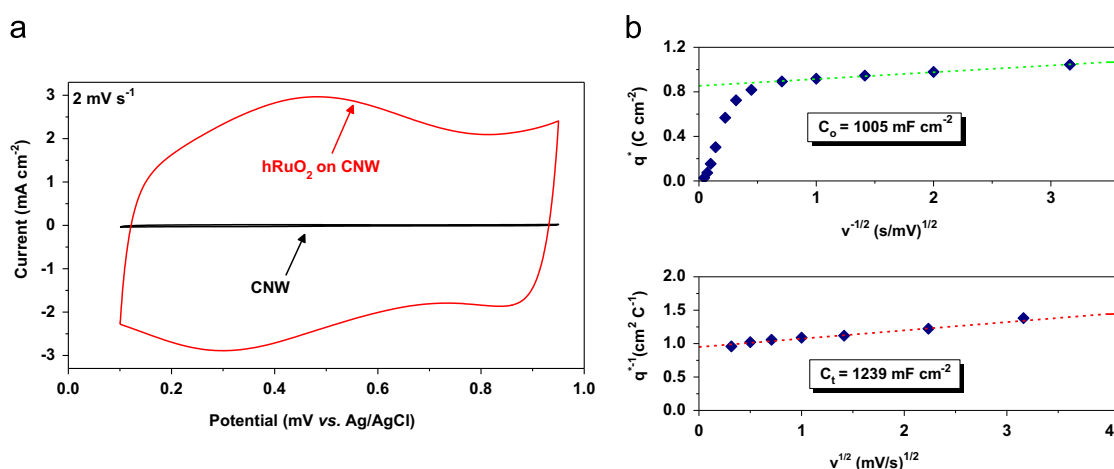 a
2 mV s⁻¹
3
2
1
0
-1
-2
-3
Current (mA cm⁻²)
hRuO₂ on CNW
CNW
0.0 0.2 0.4 0.6 0.8 1.0
Potential (mV vs. Ag/AgCl)
b
1.2
0.8
0.4
0.0
q* (C cm⁻²)
Cₒ = 1005 mF cm⁻²
0 1 2 3
v⁻¹/² (s/mV)¹/²
2.0
1.5
1.0
0.5
0.0
q*⁻¹(cm² C⁻¹)
Cₜ = 1239 mF cm⁻²
0 1 2 3 4
v¹/² (mV/s)¹/²